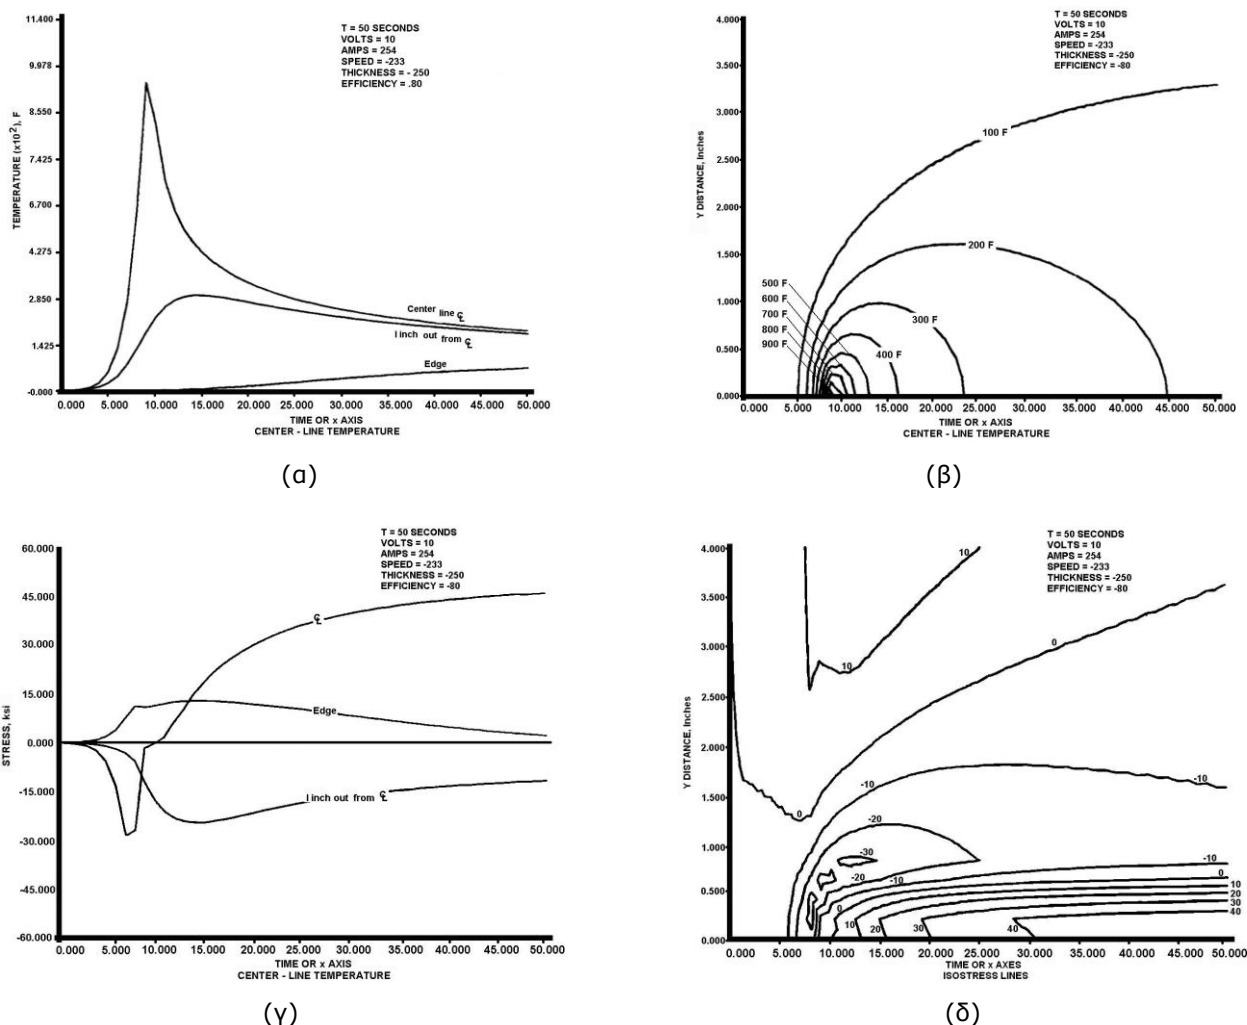 T = 50 SECONDS
VOLTS = 10
AMPS = 254
SPEED = -233
THICKNESS = - 250
EFFICIENCY = .80
11.400
9.978
8.550
7.425
6.700
4.275
2.850
1.425
-0.000
TEMPERATURE (x10²), F
Center line ℄
I inch out from ℄
Edge
0.000 5.000 10.000 15.000 20.000 25.000 30.000 35.000 40.000 45.000 50.000
TIME OR x AXIS
CENTER - LINE TEMPERATURE
(α)
T = 50 SECONDS
VOLTS = 10
AMPS = 254
SPEED = -233
THICKNESS = -250
EFFICIENCY = -80
4.000
3.500
3.000
2.500
2.000
1.500
1.000
0.500
0.000
Y DISTANCE, Inches
100 F
200 F
300 F
400 F
500 F
600 F
700 F
800 F
900 F
0.000 5.000 10.000 15.000 20.000 25.000 30.000 35.000 40.000 45.000 50.000
TIME OR x AXIS
CENTER - LINE TEMPERATURE
(β)
T = 50 SECONDS
VOLTS = 10
AMPS = 254
SPEED = -233
THICKNESS = -250
EFFICIENCY = -80
60.000
45.000
30.000
15.000
0.000
-15.000
-30.000
-45.000
-60.000
STRESS, ksi
℄
Edge
I inch out from ℄
0.000 5.000 10.000 15.000 20.000 25.000 30.000 35.000 40.000 45.000 50.000
TIME OR x AXIS
CENTER - LINE TEMPERATURE
(γ)
T = 50 SECONDS
VOLTS = 10
AMPS = 254
SPEED = -233
THICKNESS = -250
EFFICIENCY = -80
4.000
3.000
2.500
2.000
1.500
1.000
0.500
0.000
Y DISTANCE, Inches
10
10
0
0
-10
-10
-20
-30
-20
-10
-10
0
10
20
30
40
0
10
20
30
40
0.000 5.000 10.000 15.000 20.000 25.000 30.000 35.000 40.000 45.000 50.000
TIME OR x AXES
ISOSTRESS LINES
(δ)